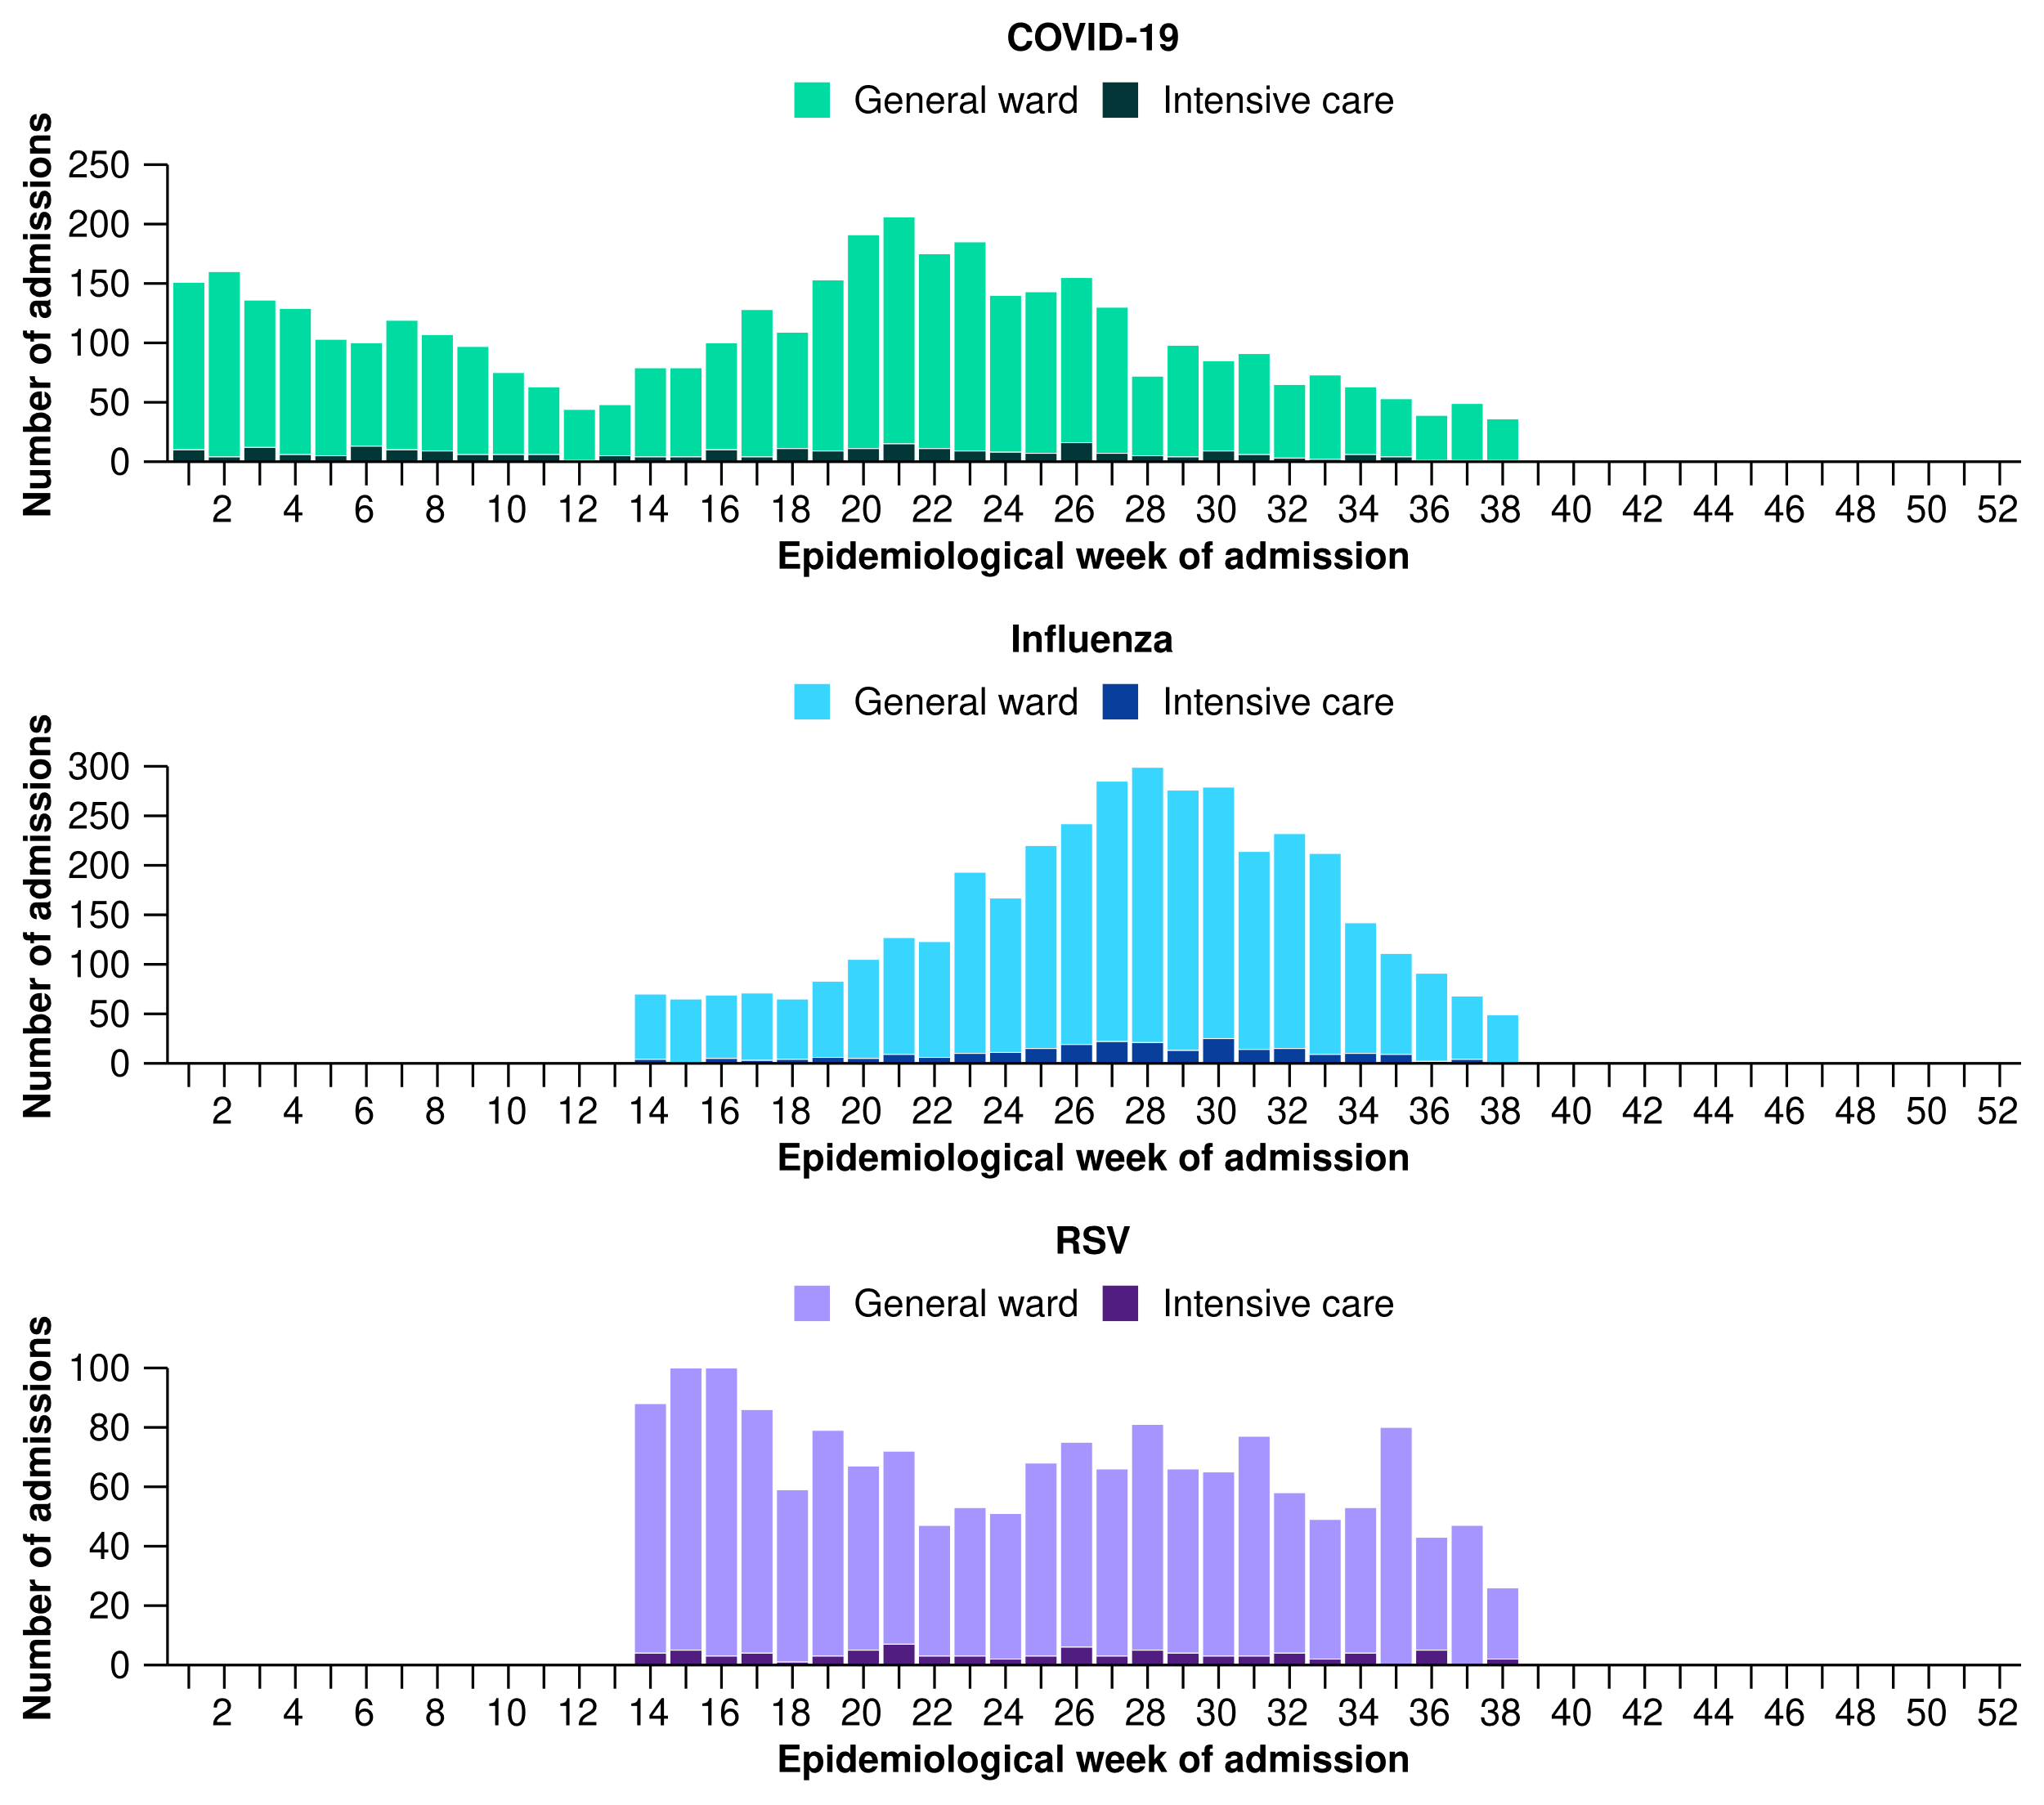 COVID-19
General ward Intensive care
Number of admissions
250
200
150
100
50
0
2 4 6 8 10 12 14 16 18 20 22 24 26 28 30 32 34 36 38 40 42 44 46 48 50 52
Epidemiological week of admission
Influenza
General ward Intensive care
Number of admissions
300
250
200
150
100
50
0
2 4 6 8 10 12 14 16 18 20 22 24 26 28 30 32 34 36 38 40 42 44 46 48 50 52
Epidemiological week of admission
RSV
General ward Intensive care
Number of admissions
100
80
60
40
20
0
2 4 6 8 10 12 14 16 18 20 22 24 26 28 30 32 34 36 38 40 42 44 46 48 50 52
Epidemiological week of admission